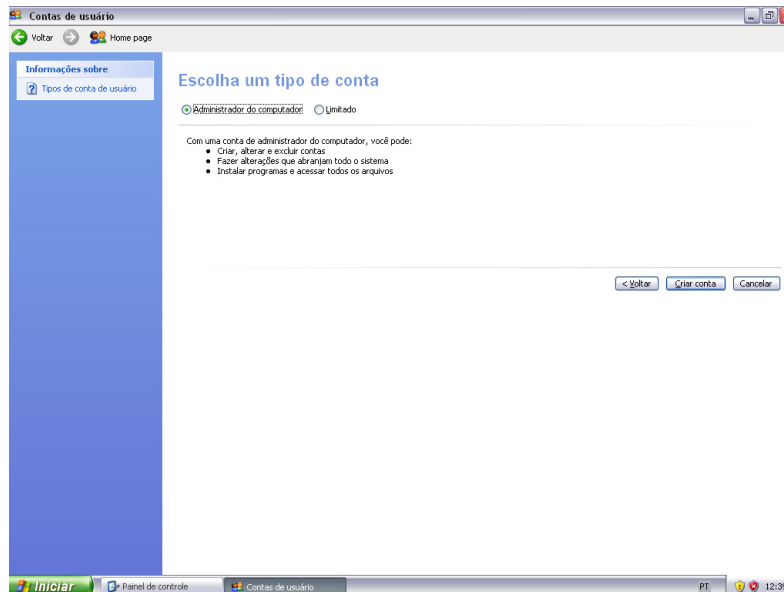 Contas de usuário
Voltar Home page
Informações sobre
Tipos de conta de usuário
Escolha um tipo de conta
Administrador do computador Limitado
Com uma conta de administrador do computador, você pode:
• Criar, alterar e excluir contas
• Fazer alterações que abranjam todo o sistema
• Instalar programas e acessar todos os arquivos
< Voltar Criar conta Cancelar
Iniciar Painel de controle Contas de usuário PT 12:39